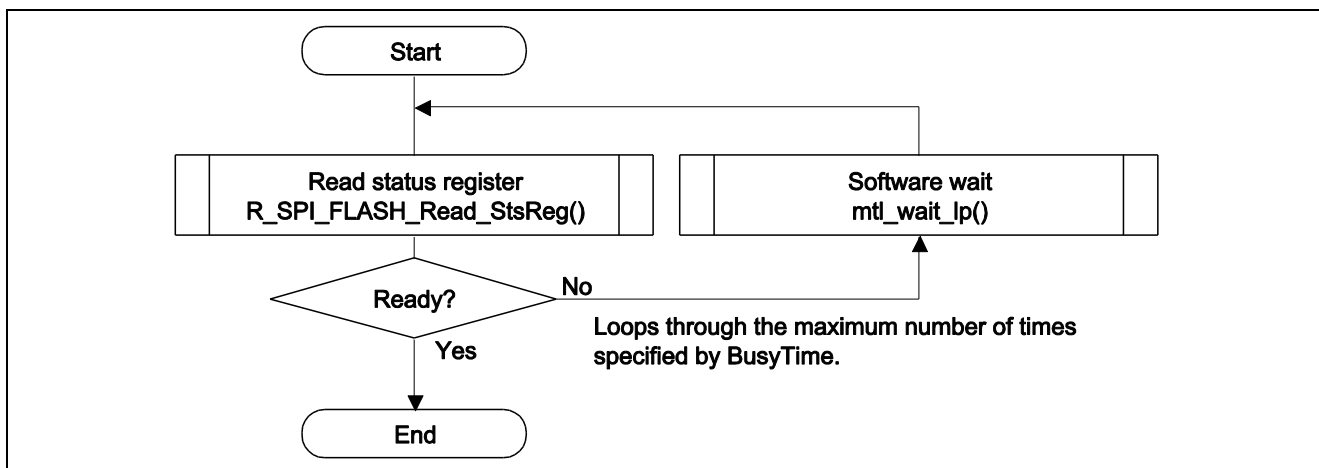 Start
Read status register
R_SPI_FLASH_Read_StsReg()
Software wait
mtl_wait_lp()
Ready?
No
Loops through the maximum number of times
specified by BusyTime.
Yes
End